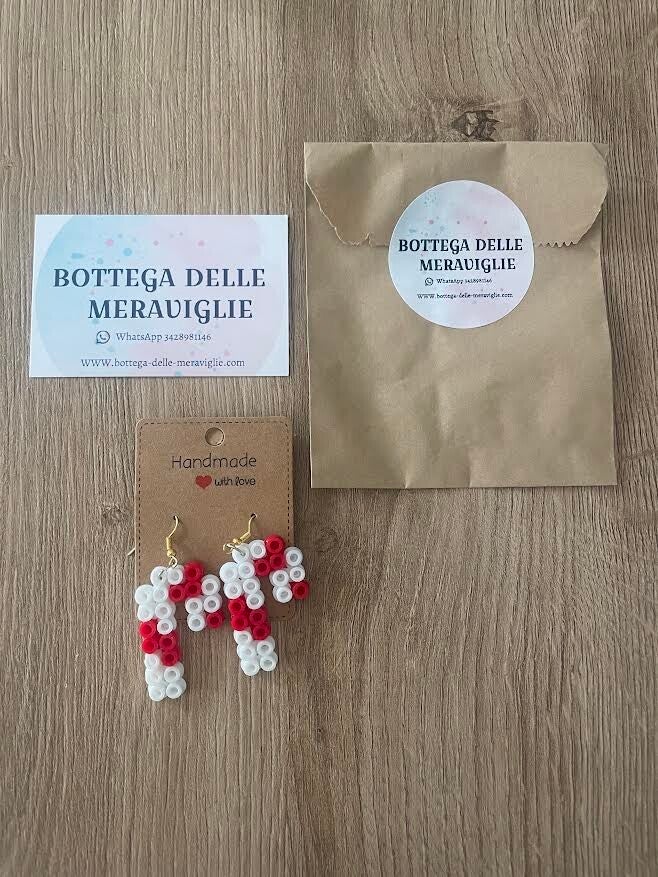 BOTTEGA DELLE
MERAVIGLIE
WhatsApp 3428981146
www.bottega-delle-meraviglie.com
BOTTEGA DELLE
MERAVIGLIE
WhatsApp 3428981146
www.bottega-delle-meraviglie.com
Handmade
with love